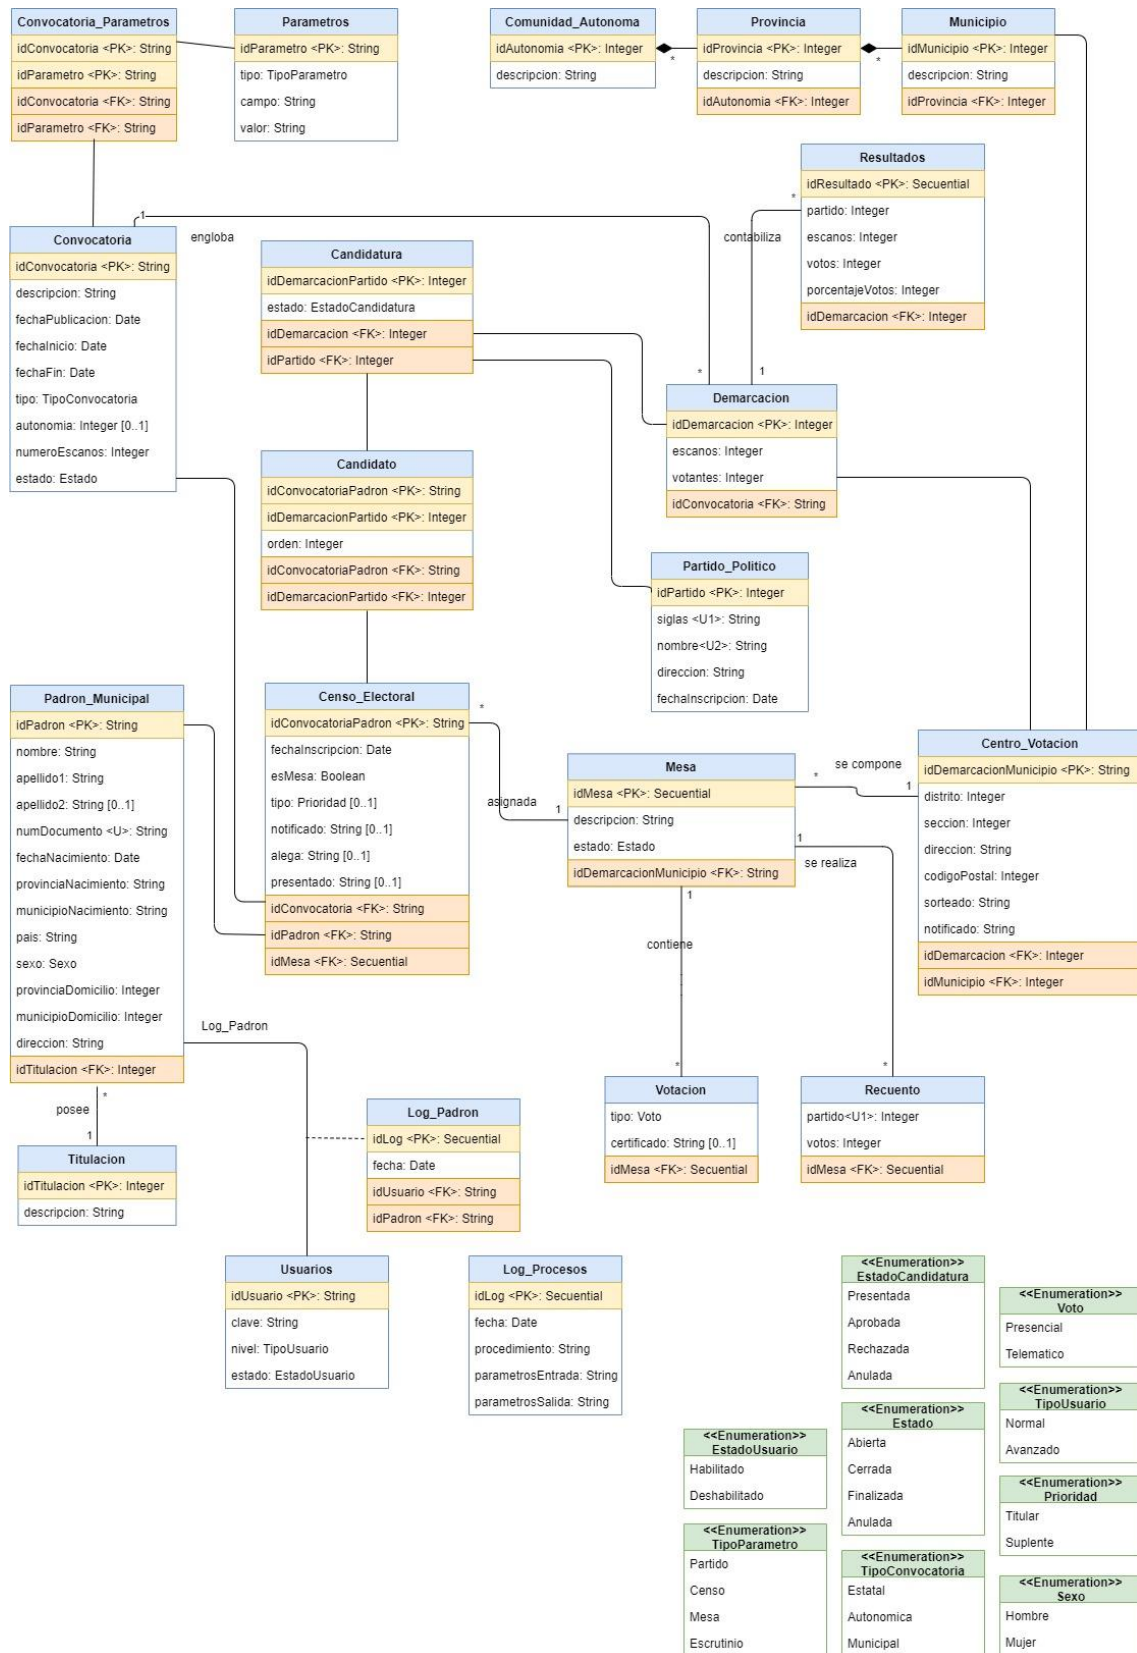 Convocatoria_Parametros
idConvocatoria <PK>: String
idParametro <PK>: String
idConvocatoria <FK>: String
idParametro <FK>: String
Parametros
idParametro <PK>: String
tipo: TipoParametro
campo: String
valor: String
Comunidad_Autonoma
idAutonomia <PK>: Integer
descripcion: String
*
Provincia
idProvincia <PK>: Integer
descripcion: String
idAutonomia <FK>: Integer
*
Municipio
idMunicipio <PK>: Integer
descripcion: String
idProvincia <FK>: Integer
Resultados
idResultado <PK>: Secuential
partido: Integer
escanos: Integer
votos: Integer
porcentajeVotos: Integer
idDemarcacion <FK>: Integer
*
contabiliza
1
1
engloba
*
Convocatoria
idConvocatoria <PK>: String
descripcion: String
fechaPublicacion: Date
fechaInicio: Date
fechaFin: Date
tipo: TipoConvocatoria
autonomia: Integer [0..1]
numeroEscanos: Integer
estado: Estado
Candidatura
idDemarcacionPartido <PK>: Integer
estado: EstadoCandidatura
idDemarcacion <FK>: Integer
idPartido <FK>: Integer
Demarcacion
idDemarcacion <PK>: Integer
escanos: Integer
votantes: Integer
idConvocatoria <FK>: String
Candidato
idConvocatoriaPadron <PK>: String
idDemarcacionPartido <PK>: Integer
orden: Integer
idConvocatoriaPadron <FK>: String
idDemarcacionPartido <FK>: Integer
Partido_Politico
idPartido <PK>: Integer
siglas <U1>: String
nombre<U2>: String
direccion: String
fechaInscripcion: Date
Padron_Municipal
idPadron <PK>: String
nombre: String
apellido1: String
apellido2: String [0..1]
numDocumento <U>: String
fechaNacimiento: Date
provinciaNacimiento: String
municipioNacimiento: String
pais: String
sexo: Sexo
provinciaDomicilio: Integer
municipioDomicilio: Integer
direccion: String
idTitulacion <FK>: Integer
Censo_Electoral
idConvocatoriaPadron <PK>: String
fechaInscripcion: Date
esMesa: Boolean
tipo: Prioridad [0..1]
notificado: String [0..1]
alega: String [0..1]
presentado: String [0..1]
idConvocatoria <FK>: String
idPadron <FK>: String
idMesa <FK>: Secuential
*
asignada
1
Mesa
idMesa <PK>: Secuential
descripcion: String
estado: Estado
idDemarcacionMunicipio <FK>: String
se compone
*
1
Centro_Votacion
idDemarcacionMunicipio <PK>: String
distrito: Integer
seccion: Integer
direccion: String
codigoPostal: Integer
sorteado: String
notificado: String
idDemarcacion <FK>: Integer
idMunicipio <FK>: Integer
1
se realiza
*
1
contiene
*
Log_Padron
*
posee
1
Titulacion
idTitulacion <PK>: Integer
descripcion: String
Log_Padron
idLog <PK>: Secuential
fecha: Date
idUsuario <FK>: String
idPadron <FK>: String
Votacion
tipo: Voto
certificado: String [0..1]
idMesa <FK>: Secuential
Recuento
partido<U1>: Integer
votos: Integer
idMesa <FK>: Secuential
Usuarios
idUsuario <PK>: String
clave: String
nivel: TipoUsuario
estado: EstadoUsuario
Log_Procesos
idLog <PK>: Secuential
fecha: Date
procedimiento: String
parametrosEntrada: String
parametrosSalida: String
<<Enumeration>>
EstadoCandidatura
Presentada
Aprobada
Rechazada
Anulada
<<Enumeration>>
Voto
Presencial
Telematico
<<Enumeration>>
TipoUsuario
Normal
Avanzado
<<Enumeration>>
Estado
Abierta
Cerrada
Finalizada
Anulada
<<Enumeration>>
EstadoUsuario
Habilitado
Deshabilitado
<<Enumeration>>
Prioridad
Titular
Suplente
<<Enumeration>>
TipoParametro
Partido
Censo
Mesa
Escrutinio
<<Enumeration>>
TipoConvocatoria
Estatal
Autonomica
Municipal
<<Enumeration>>
Sexo
Hombre
Mujer